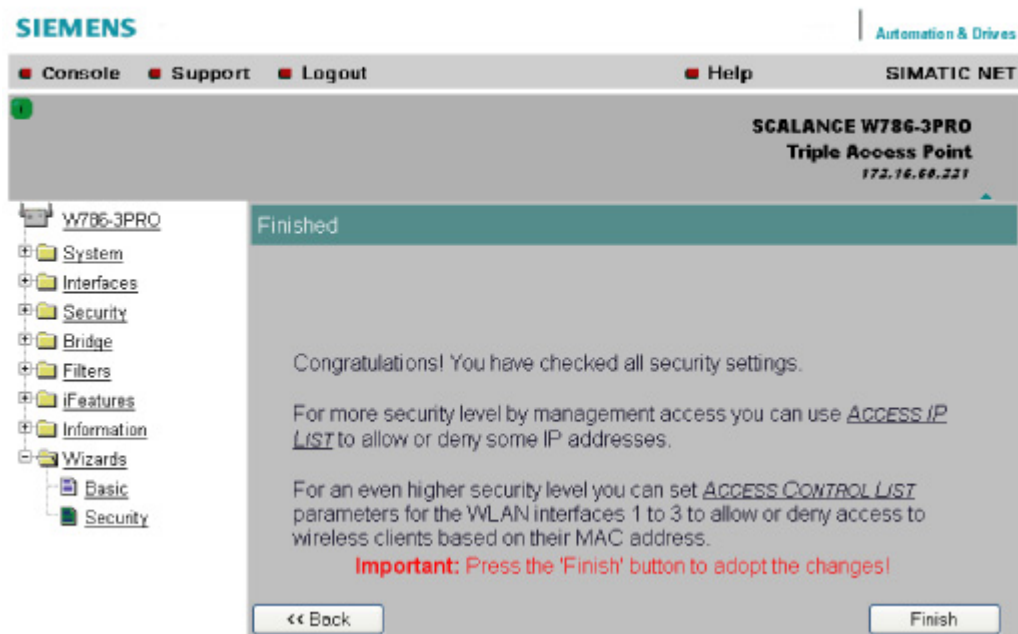 SIEMENS
Automation & Drives
Console Support Logout Help SIMATIC NET
SCALANCE W786-3PRO
Triple Access Point
172.16.60.221
W786-3PRO
System
Interfaces
Security
Bridge
Filters
iFeatures
Information
Wizards
Basic
Security
Finished
Congratulations! You have checked all security settings.
For more security level by management access you can use ACCESS IP
LIST to allow or deny some IP addresses.
For an even higher security level you can set ACCESS CONTROL LIST
parameters for the WLAN interfaces 1 to 3 to allow or deny access to
wireless clients based on their MAC address.
Important: Press the 'Finish' button to adopt the changes!
<< Back
Finish